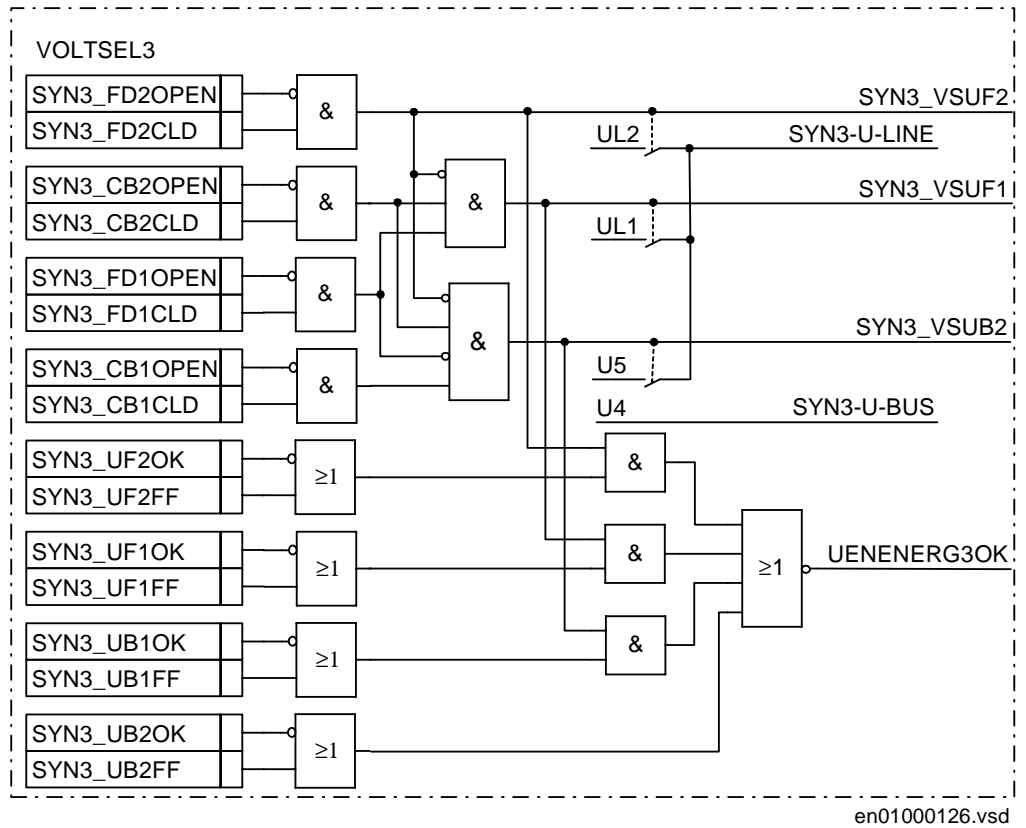 VOLTSEL3
SYN3_FD2OPEN
SYN3_FD2CLD
&
SYN3_VSUF2
UL2
SYN3-U-LINE
SYN3_CB2OPEN
SYN3_CB2CLD
&
&
SYN3_VSUF1
UL1
SYN3_FD1OPEN
SYN3_FD1CLD
&
&
SYN3_VSUB2
U5
SYN3_CB1OPEN
SYN3_CB1CLD
&
U4
SYN3-U-BUS
SYN3_UF2OK
SYN3_UF2FF
≥1
&
SYN3_UF1OK
SYN3_UF1FF
≥1
&
≥1
UENENERG3OK
SYN3_UB1OK
SYN3_UB1FF
≥1
&
SYN3_UB2OK
SYN3_UB2FF
≥1
en01000126.vsd